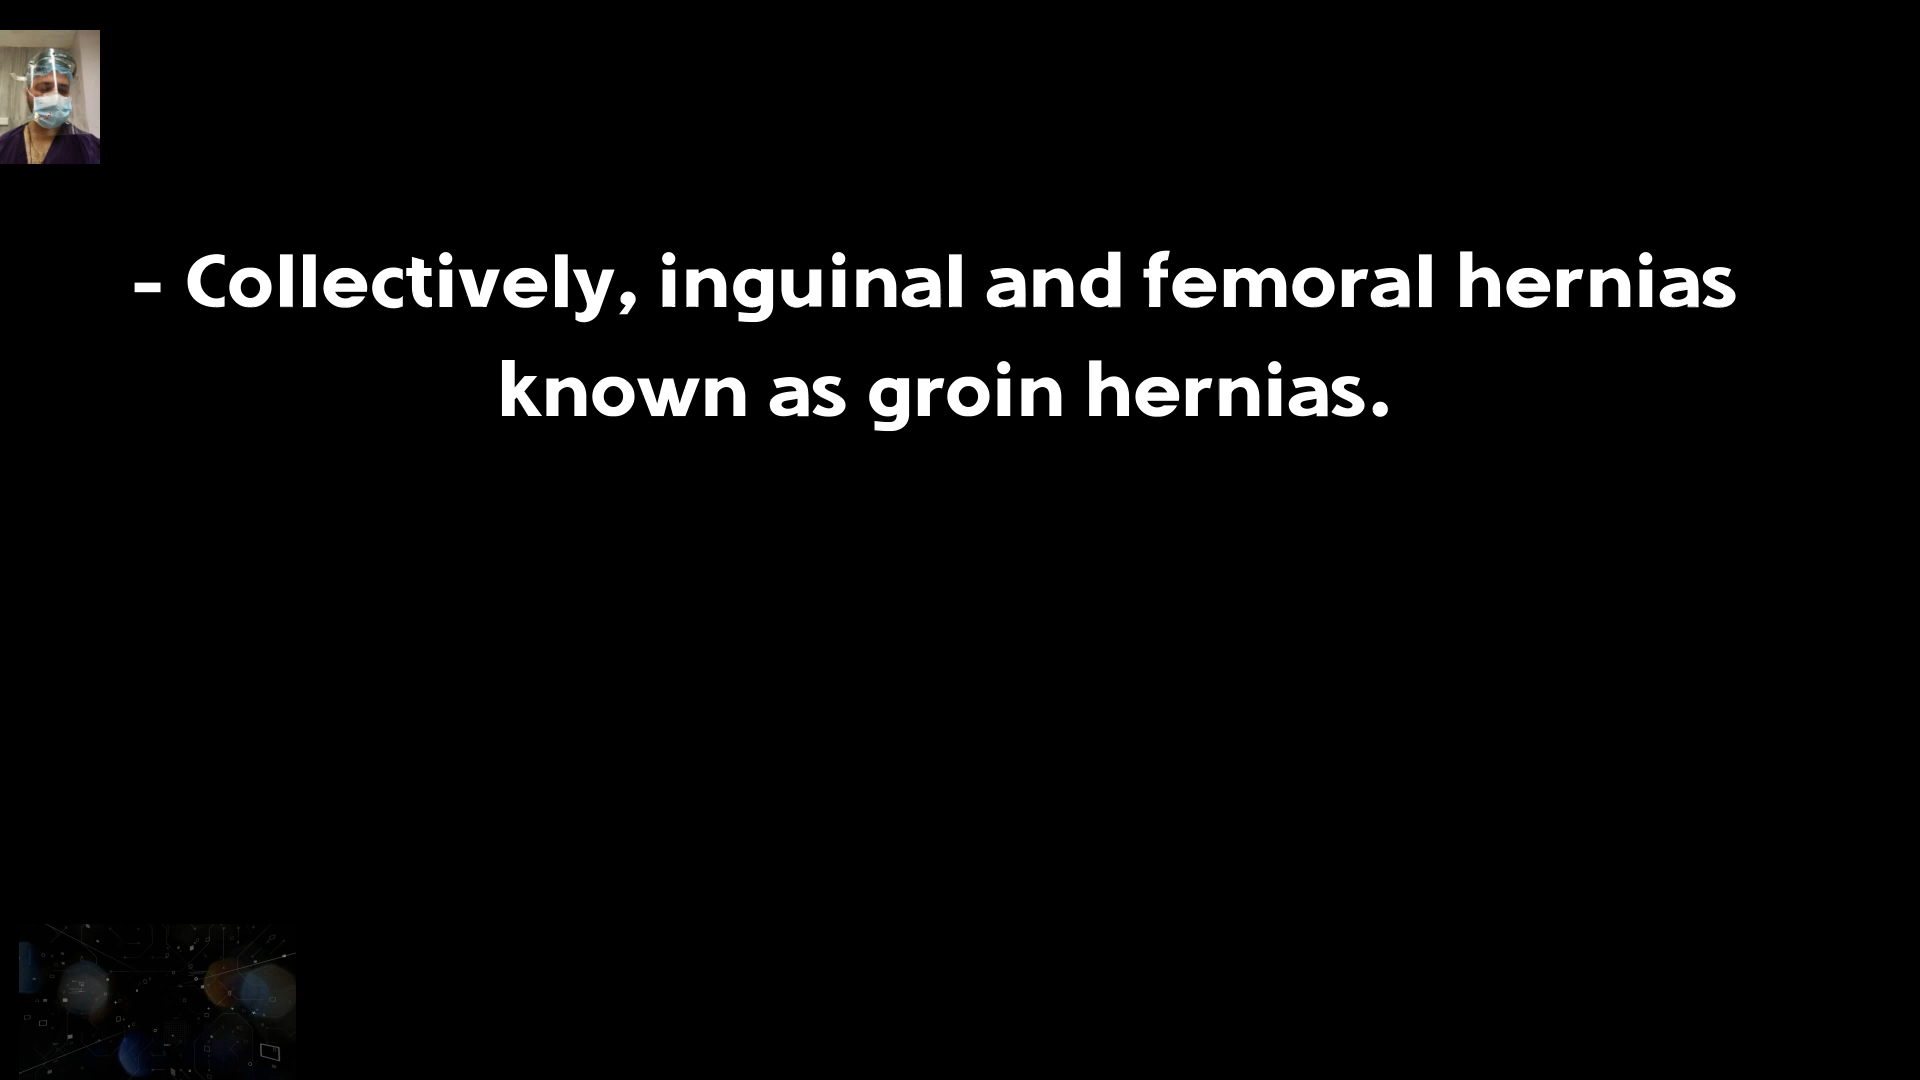 - Collectively, inguinal and femoral hernias
known as groin hernias.